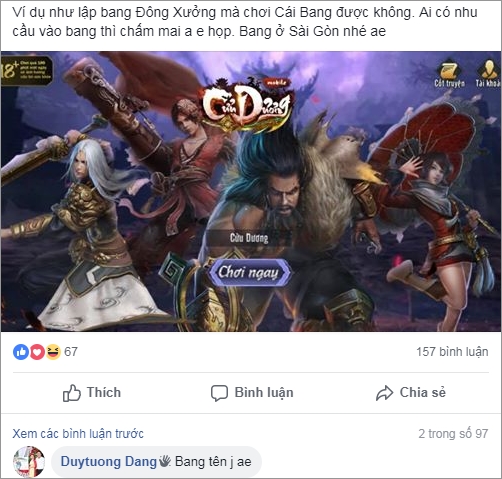 Ví dụ như lập bang Đông Xưởng mà chơi Cái Bang được không. Ai có nhu
cầu vào bang thì chấm mai a e họp. Bang ở Sài Gòn nhé ae
18+
mobile
Cửu Dương
Cốt truyện
Tài khoản
Cửu Dương
Chơi ngay
67
157 bình luận
Thích
Bình luận
Chia sẻ
Xem các bình luận trước
2 trong số 97
Duytuong Dang Bang tên j ae